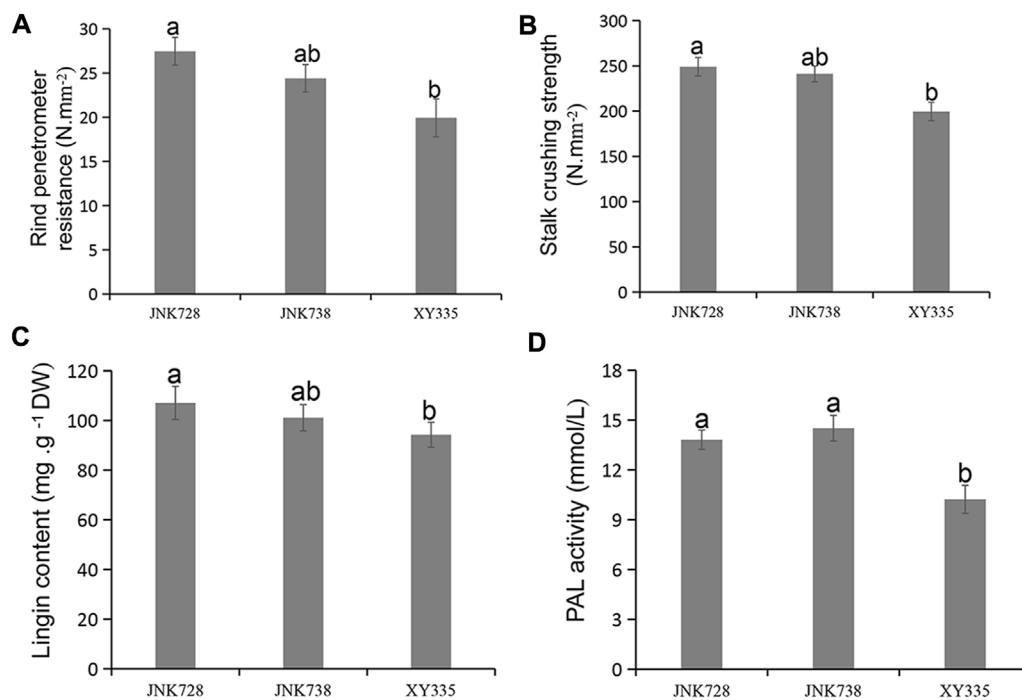 A
Rind penetrometer
resistance (N.mm-2)
30
25
20
15
10
5
0
a
ab
b
JNK728
JNK738
XY335
B
Stalk crushing strength
(N.mm-2)
300
250
200
150
100
50
0
a
ab
b
JNK728
JNK738
XY335
C
Lingin content (mg .g -1 DW)
120
100
80
60
40
20
0
a
ab
b
JNK728
JNK738
XY335
D
PAL activity (mmol/L)
18
15
12
9
6
3
0
a
a
b
JNK728
JNK738
XY335